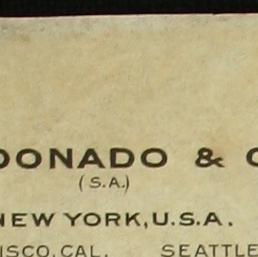 DONADO & C
(S.A.)
NEW YORK, U.S.A.
ISCO, CAL. SEATTLE